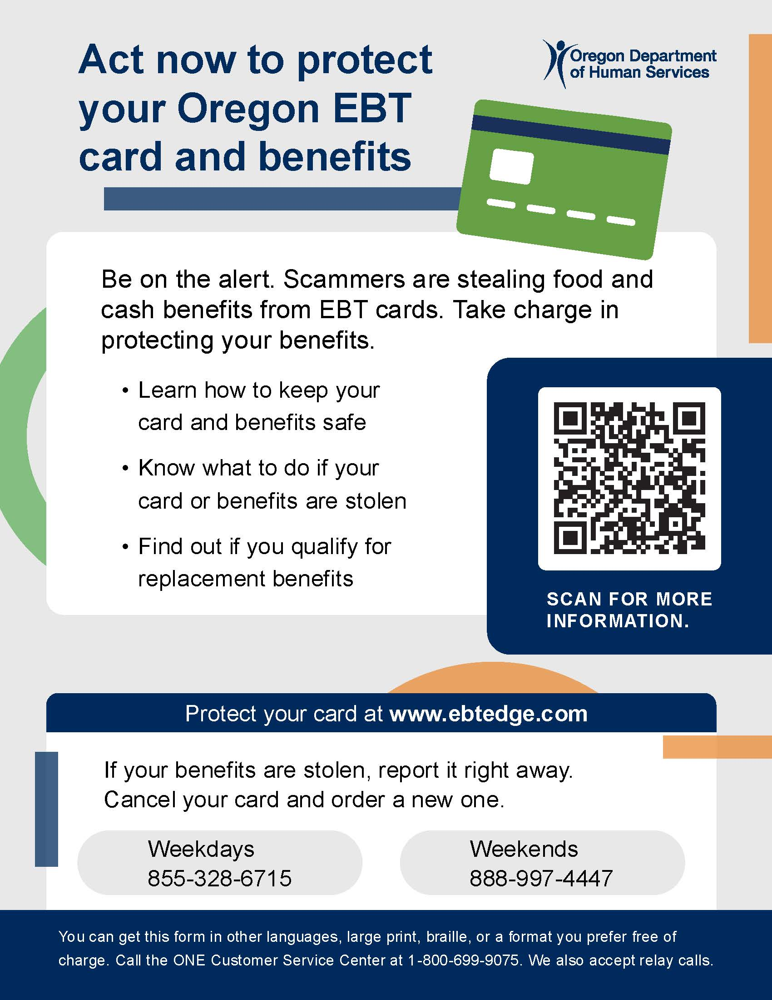 Act now to protect
your Oregon EBT
card and benefits
Oregon Department
of Human Services
Be on the alert. Scammers are stealing food and
cash benefits from EBT cards. Take charge in
protecting your benefits.
• Learn how to keep your
card and benefits safe
• Know what to do if your
card or benefits are stolen
• Find out if you qualify for
replacement benefits
SCAN FOR MORE
INFORMATION.
Protect your card at www.ebtedge.com
If your benefits are stolen, report it right away.
Cancel your card and order a new one.
Weekdays
855-328-6715
Weekends
888-997-4447
You can get this form in other languages, large print, braille, or a format you prefer free of
charge. Call the ONE Customer Service Center at 1-800-699-9075. We also accept relay calls.